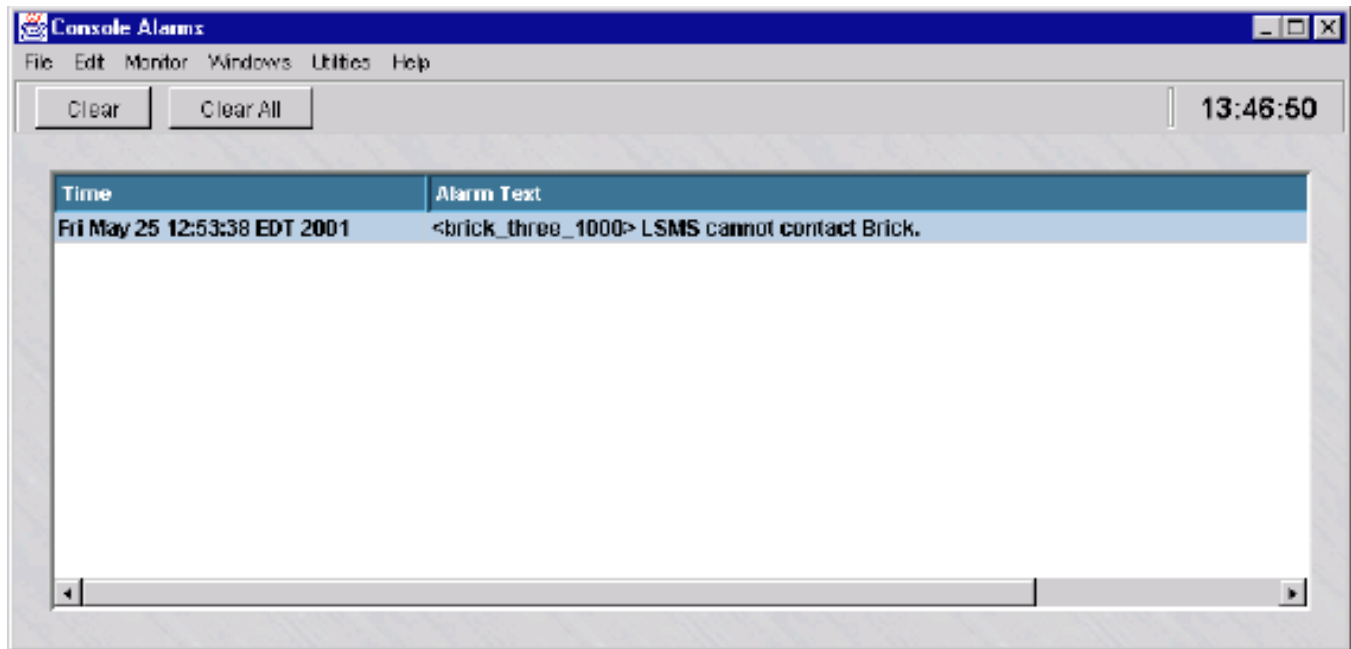 Console Alarms
File Edit Monitor Windows Utilities Help
Clear Clear All 13:46:50
Time Alarm Text
Fri May 25 12:53:38 EDT 2001 <brick_three_1000> LSMS cannot contact Brick.